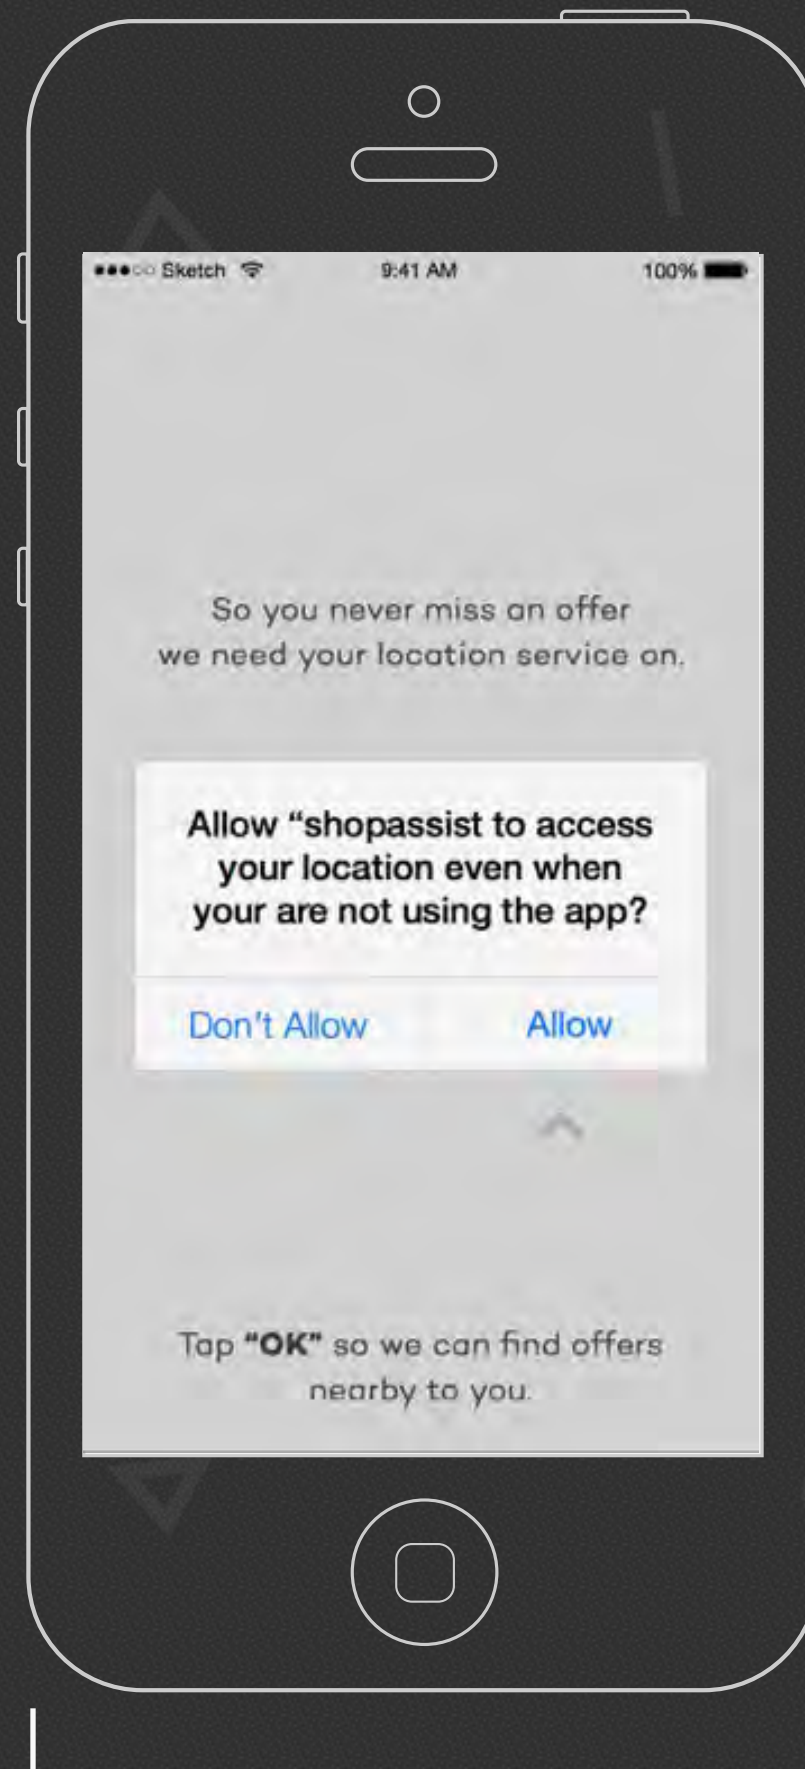 Sketch 9:41 AM 100%
So you never miss an offer
we need your location service on.
Allow “shopassist to access
your location even when
your are not using the app?
Don't Allow Allow
Tap "OK" so we can find offers
nearby to you.